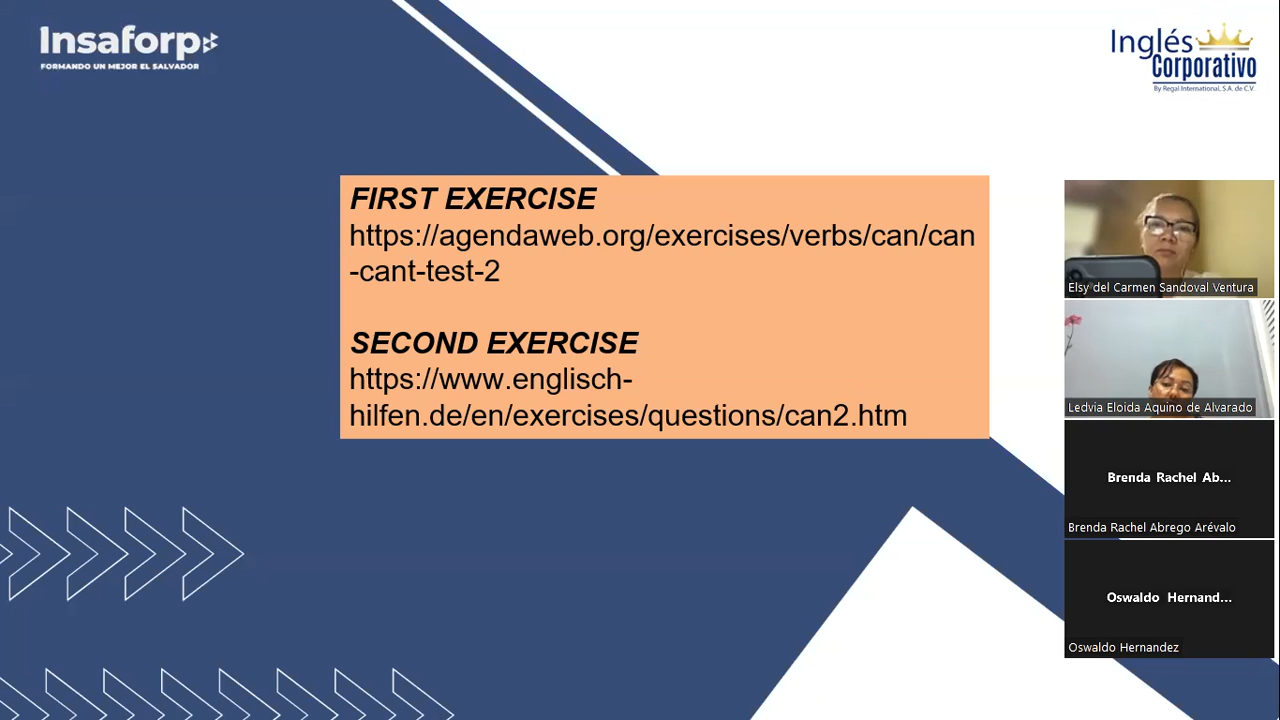 Insaforp
FORMANDO UN MEJOR EL SALVADOR
Inglés
Corporativo
By Regal International, S.A. de C.V.
FIRST EXERCISE
https://agendaweb.org/exercises/verbs/can/can
-cant-test-2
SECOND EXERCISE
https://www.englisch-
hilfen.de/en/exercises/questions/can2.htm
Elsy del Carmen Sandoval Ventura
Ledvia Eloida Aquino de Alvarado
Brenda Rachel Ab...
Brenda Rachel Abrego Arévalo
Oswaldo Hernand...
Oswaldo Hernandez